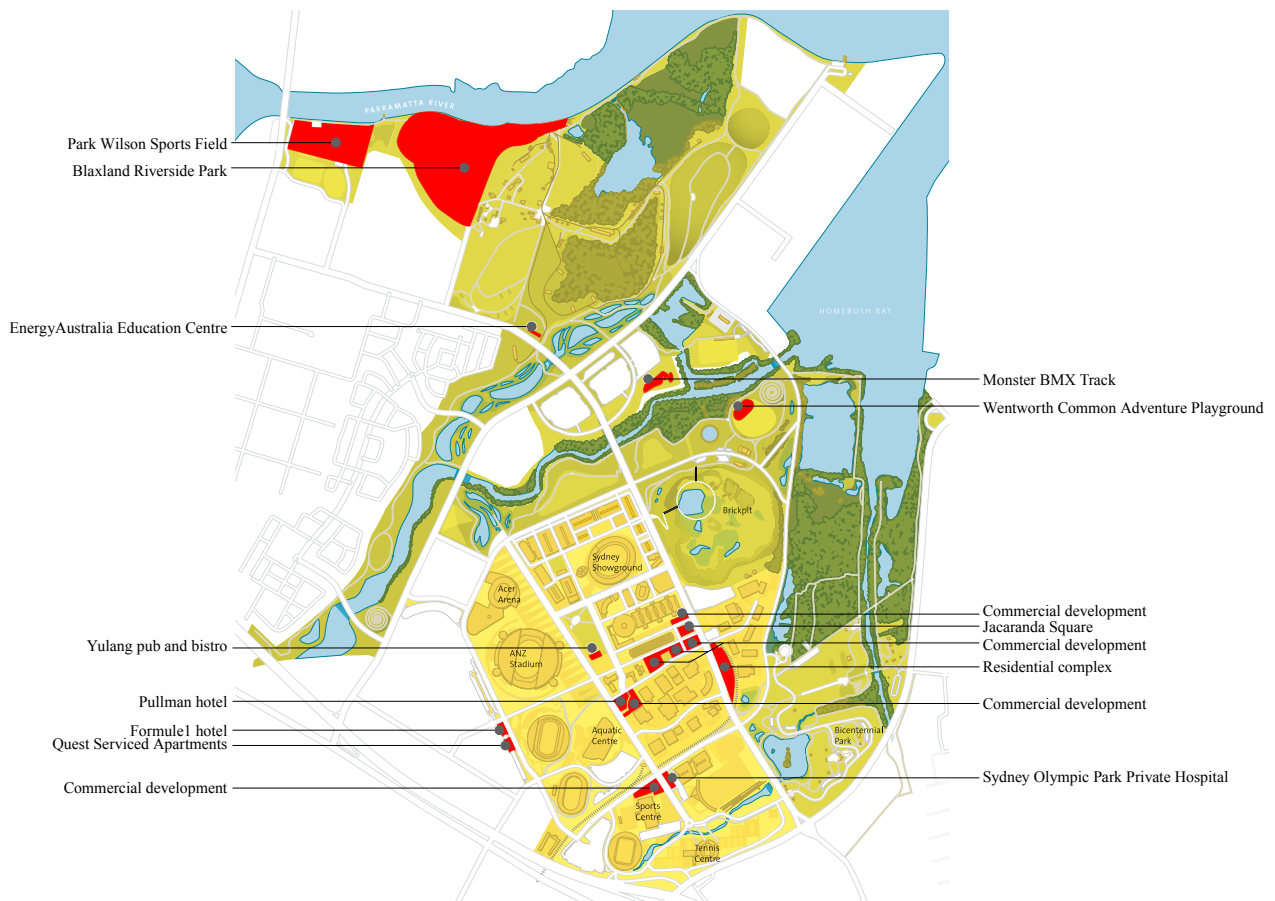 PARRAMATTA RIVER
Park Wilson Sports Field
Blaxland Riverside Park
HOMEBUSH BAY
EnergyAustralia Education Centre
Monster BMX Track
Wentworth Common Adventure Playground
Brickpit
Sydney
Showground
Acer
Arena
Commercial development
Jacaranda Square
Commercial development
Yulang pub and bistro
ANZ
Stadium
Residential complex
Pullman hotel
Commercial development
Formule1 hotel
Quest Serviced Apartments
Aquatic
Centre
Bicentennial
Park
Sydney Olympic Park Private Hospital
Commercial development
Sports
Centre
Tennis
Centre